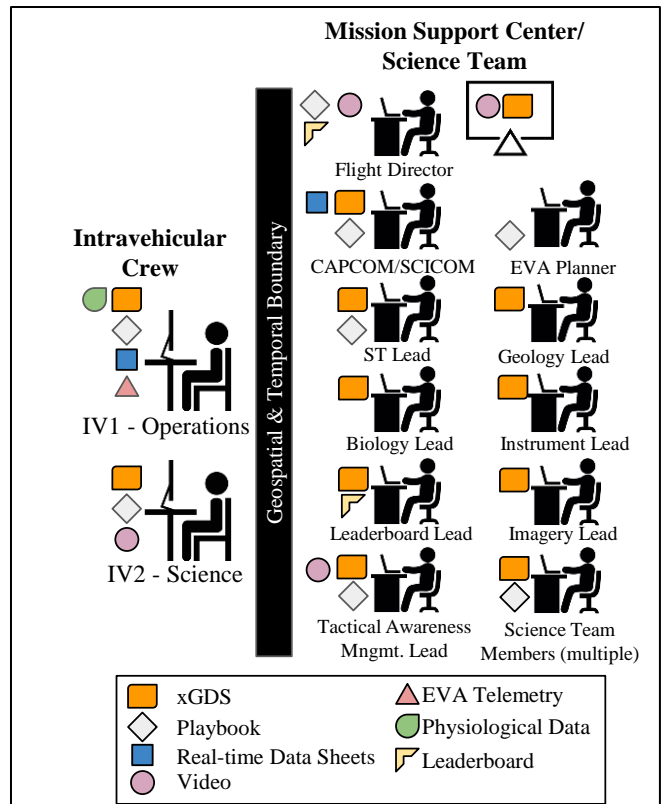 Mission Support Center/
Science Team
Flight Director
Intravehicular
Crew
CAPCOM/SCICOM
EVA Planner
Geospatial & Temporal Boundary
ST Lead
Geology Lead
IV1 - Operations
Biology Lead
Instrument Lead
Leaderboard Lead
Imagery Lead
IV2 - Science
Tactical Awareness
Mngmt. Lead
Science Team
Members (multiple)
xGDS
Playbook
Real-time Data Sheets
Video
EVA Telemetry
Physiological Data
Leaderboard